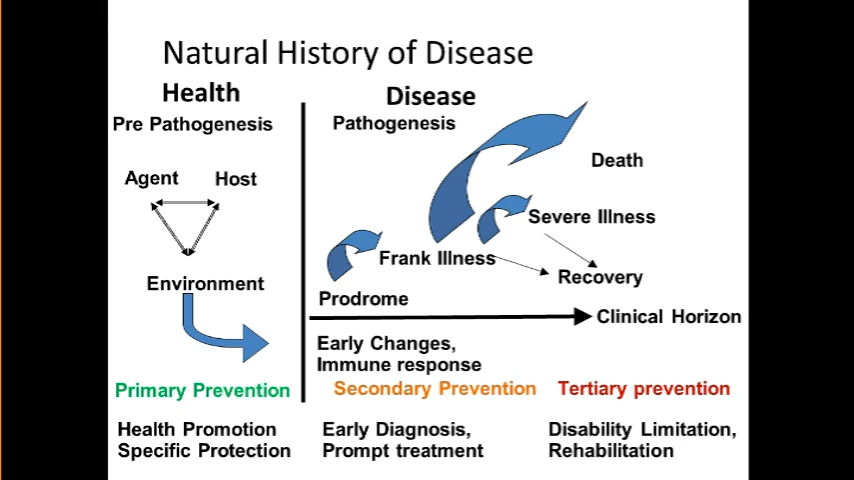 Natural History of Disease
Health
Disease
Pre Pathogenesis
Pathogenesis
Death
Agent
Host
Severe Illness
Frank Illness
Recovery
Environment
Prodrome
Clinical Horizon
Early Changes,
Immune response
Primary Prevention
Secondary Prevention
Tertiary prevention
Health Promotion
Specific Protection
Early Diagnosis,
Prompt treatment
Disability Limitation,
Rehabilitation